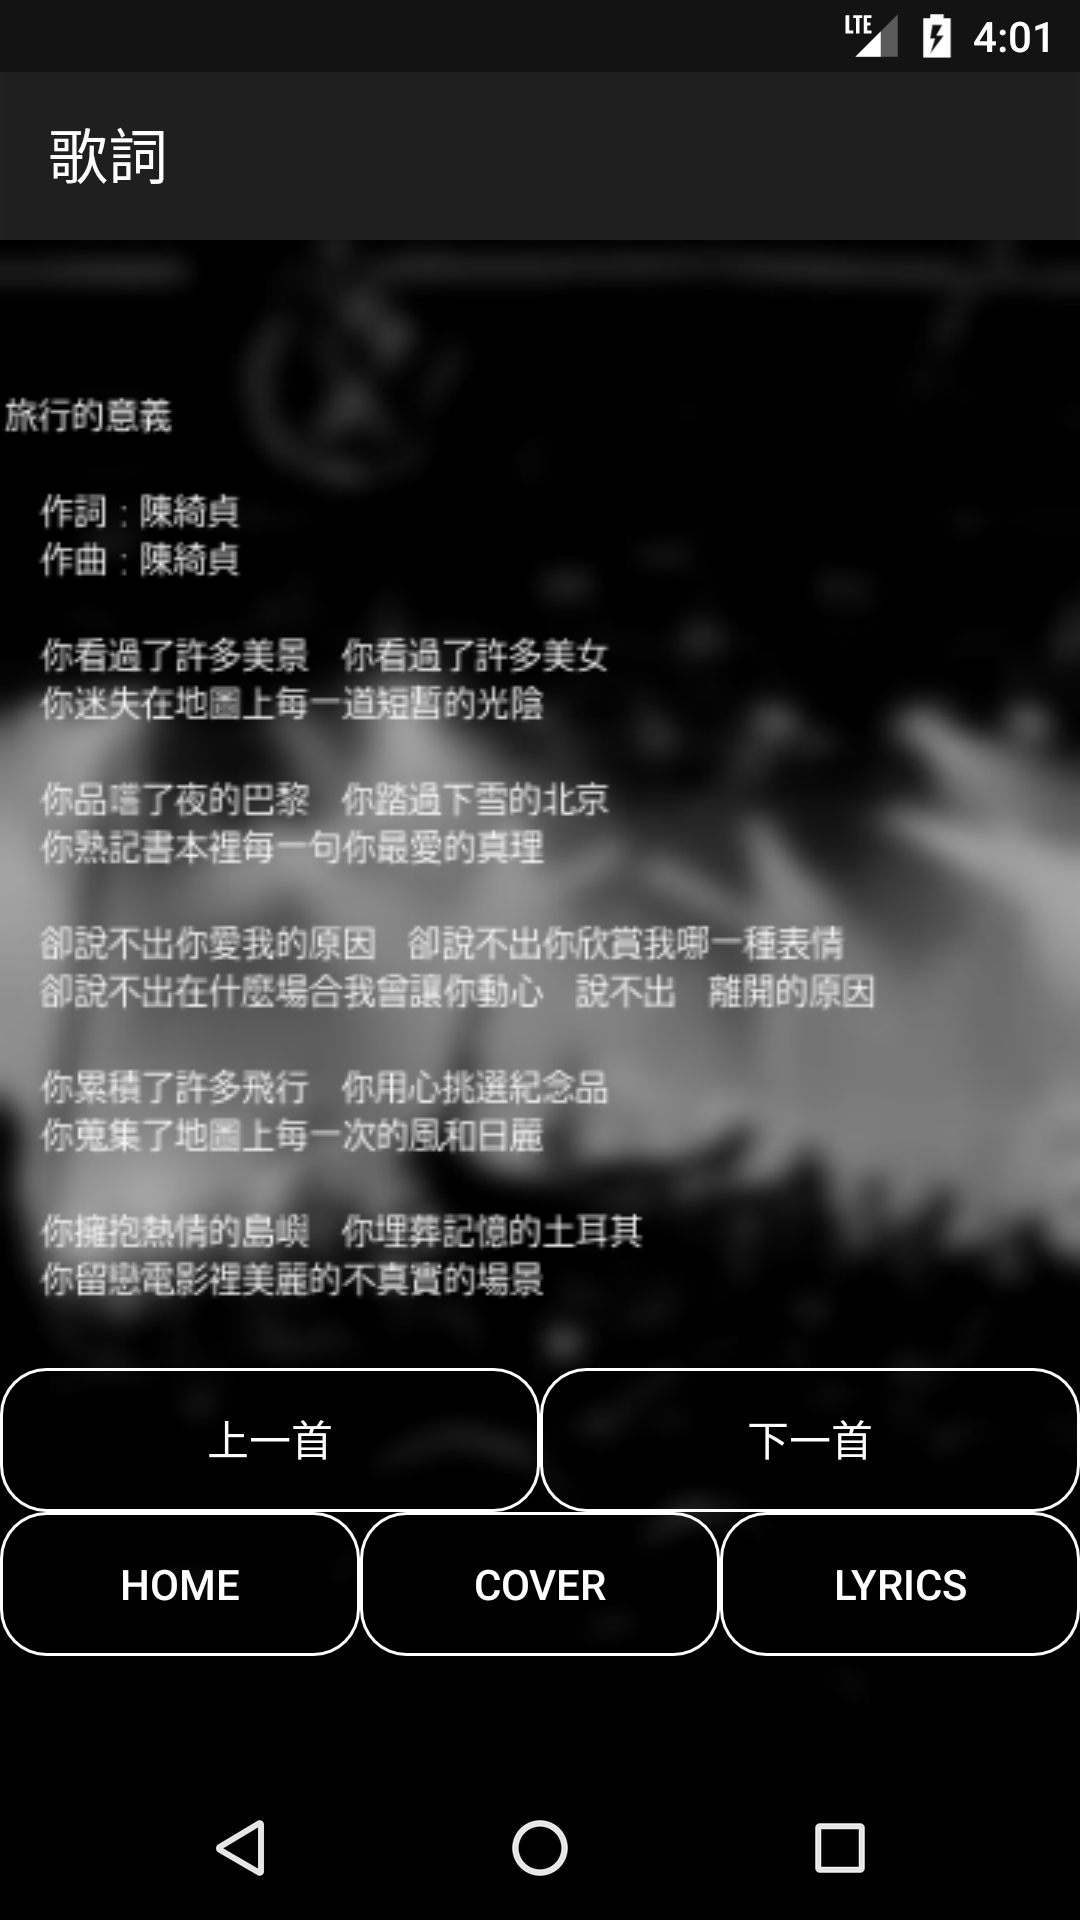 LTE 4:01
歌詞
旅行的意義
作詞：陳綺貞
作曲：陳綺貞
你看過了許多美景　你看過了許多美女
你迷失在地圖上每一道短暫的光陰
你品嚐了夜的巴黎　你踏過下雪的北京
你熟記書本裡每一句你最愛的真理
卻說不出你愛我的原因　卻說不出你欣賞我哪一種表情
卻說不出在什麼場合我曾讓你動心　說不出　離開的原因
你累積了許多飛行　你用心挑選紀念品
你蒐集了地圖上每一次的風和日麗
你擁抱熱情的島嶼　你埋葬記憶的土耳其
你留戀電影裡美麗的不真實的場景
上一首 下一首
HOME COVER LYRICS